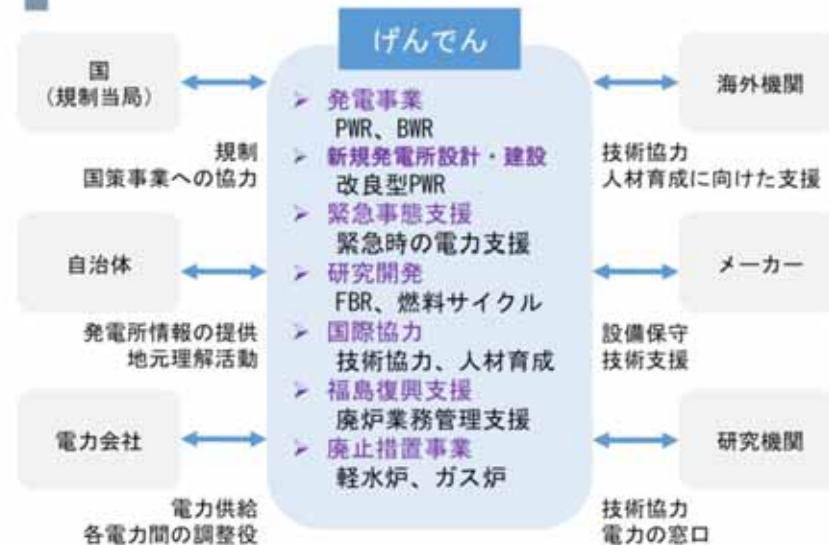 げんでん
国
(規制当局)
規制
国策事業への協力
自治体
発電所情報の提供
地元理解活動
電力会社
電力供給
各電力間の調整役
➢ 発電事業
PWR、BWR
➢ 新規発電所設計・建設
改良型PWR
➢ 緊急事態支援
緊急時の電力支援
➢ 研究開発
FBR、燃料サイクル
➢ 国際協力
技術協力、人材育成
➢ 福島復興支援
廃炉業務管理支援
➢ 廃止措置事業
軽水炉、ガス炉
海外機関
技術協力
人材育成に向けた支援
メーカー
設備保守
技術支援
研究機関
技術協力
電力の窓口